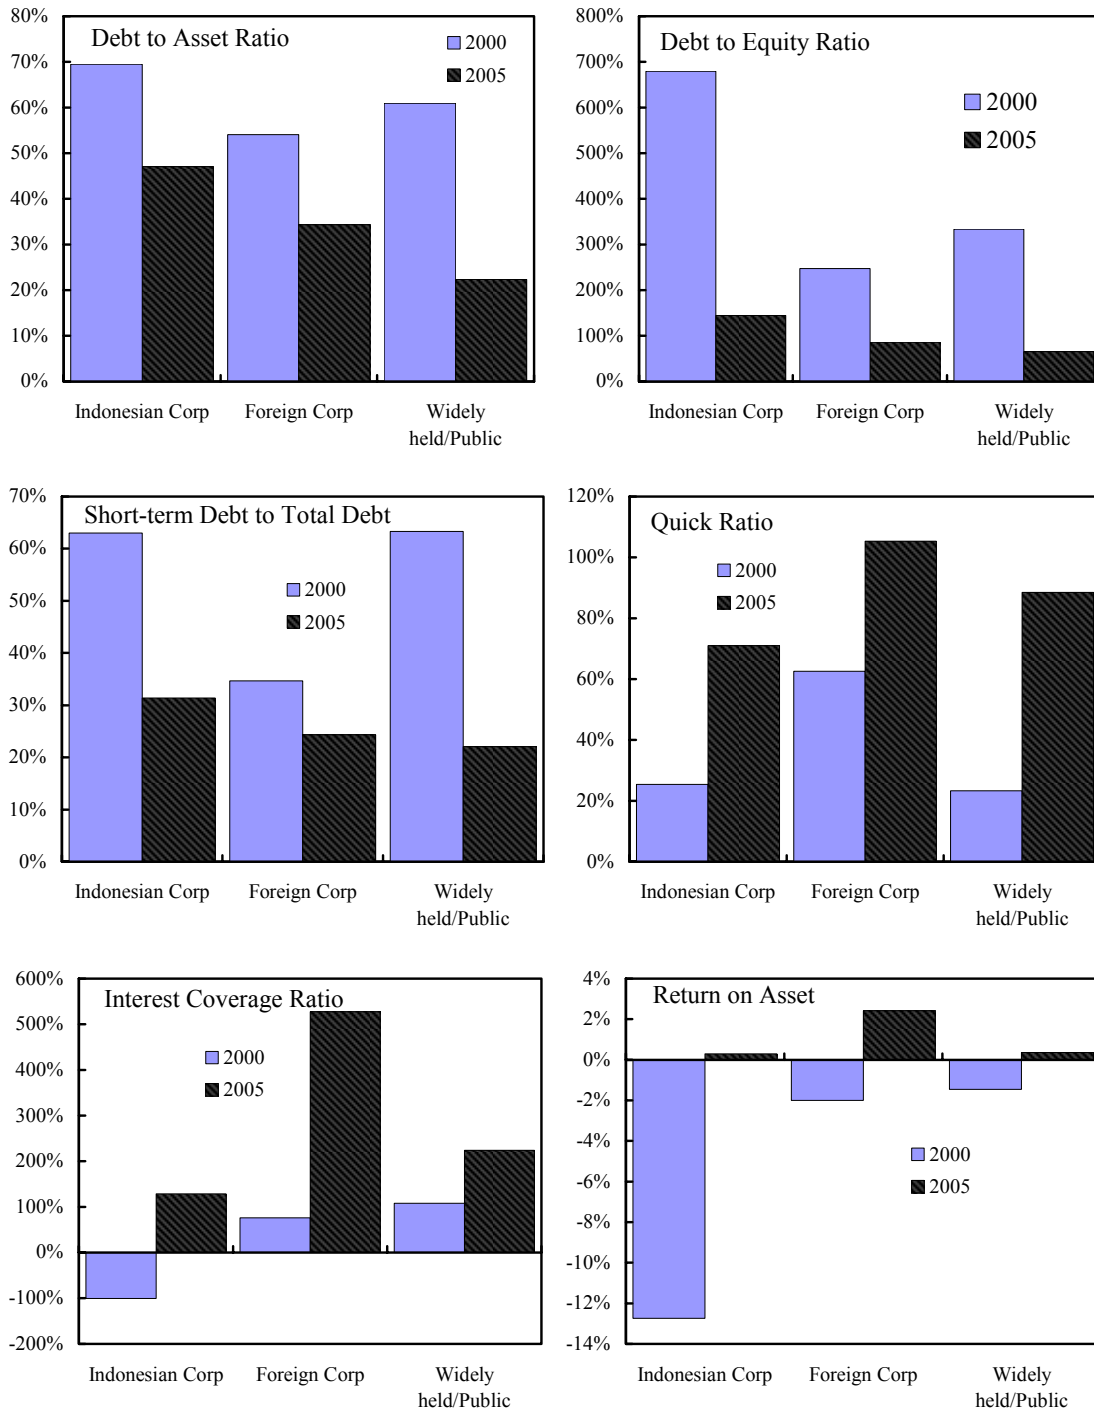 Debt to Asset Ratio
2000
2005
80%
70%
60%
50%
40%
30%
20%
10%
0%
Indonesian Corp
Foreign Corp
Widely
held/Public
Debt to Equity Ratio
2000
2005
800%
700%
600%
500%
400%
300%
200%
100%
0%
Indonesian Corp
Foreign Corp
Widely
held/Public
Short-term Debt to Total Debt
2000
2005
70%
60%
50%
40%
30%
20%
10%
0%
Indonesian Corp
Foreign Corp
Widely
held/Public
Quick Ratio
2000
2005
120%
100%
80%
60%
40%
20%
0%
Indonesian Corp
Foreign Corp
Widely
held/Public
Interest Coverage Ratio
2000
2005
600%
500%
400%
300%
200%
100%
0%
-100%
-200%
Indonesian Corp
Foreign Corp
Widely
held/Public
Return on Asset
2000
2005
4%
2%
0%
-2%
-4%
-6%
-8%
-10%
-12%
-14%
Indonesian Corp
Foreign Corp
Widely
held/Public